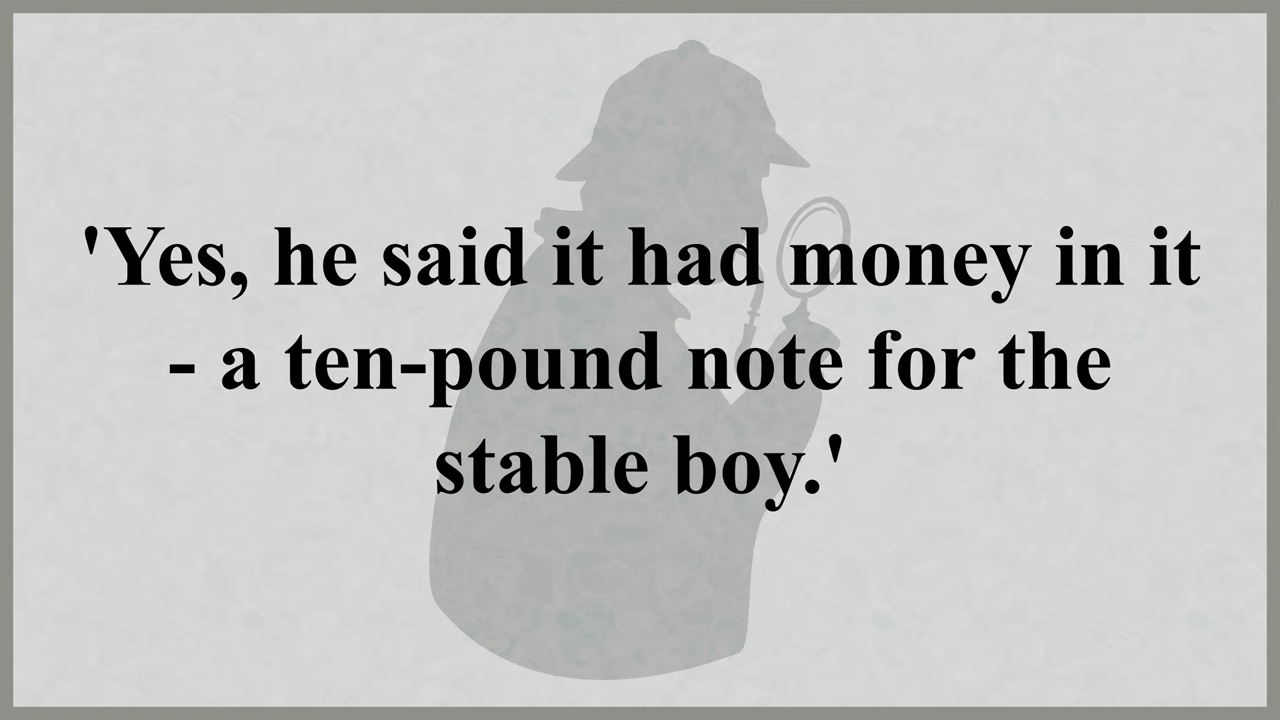 'Yes, he said it had money in it
- a ten-pound note for the
stable boy.'